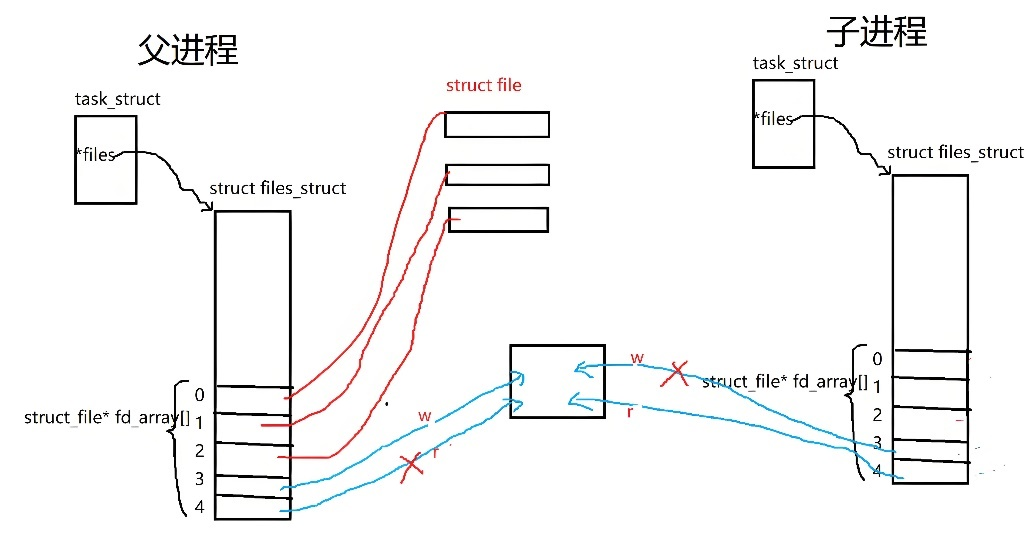 父进程
子进程
task_struct
*files
struct files_struct
struct file
task_struct
*files
struct files_struct
struct_file* fd_array[]
0
1
2
3
4
w
r
w
r
struct_file* fd_array[]
0
1
2
3
4